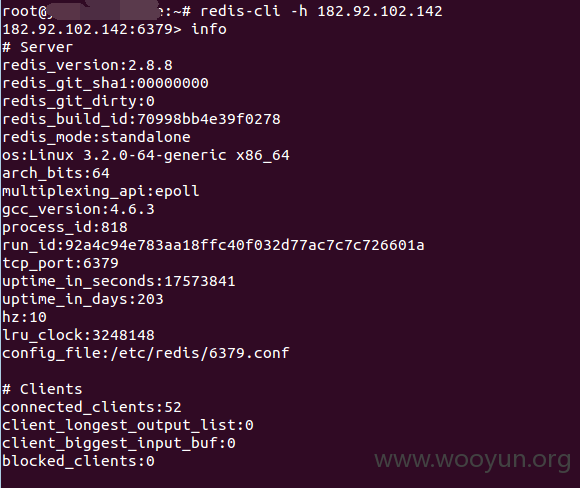 root@ e:~# redis-cli -h 182.92.102.142
182.92.102.142:6379> info
# Server
redis_version:2.8.8
redis_git_sha1:00000000
redis_git_dirty:0
redis_build_id:70998bb4e39f0278
redis_mode:standalone
os:Linux 3.2.0-64-generic x86_64
arch_bits:64
multiplexing_api:epoll
gcc_version:4.6.3
process_id:818
run_id:92a4c94e783aa18ffc40f032d77ac7c7c726601a
tcp_port:6379
uptime_in_seconds:17573841
uptime_in_days:203
hz:10
lru_clock:3248148
config_file:/etc/redis/6379.conf
# Clients
connected_clients:52
client_longest_output_list:0
client_biggest_input_buf:0
blocked_clients:0
www.wooyun.org